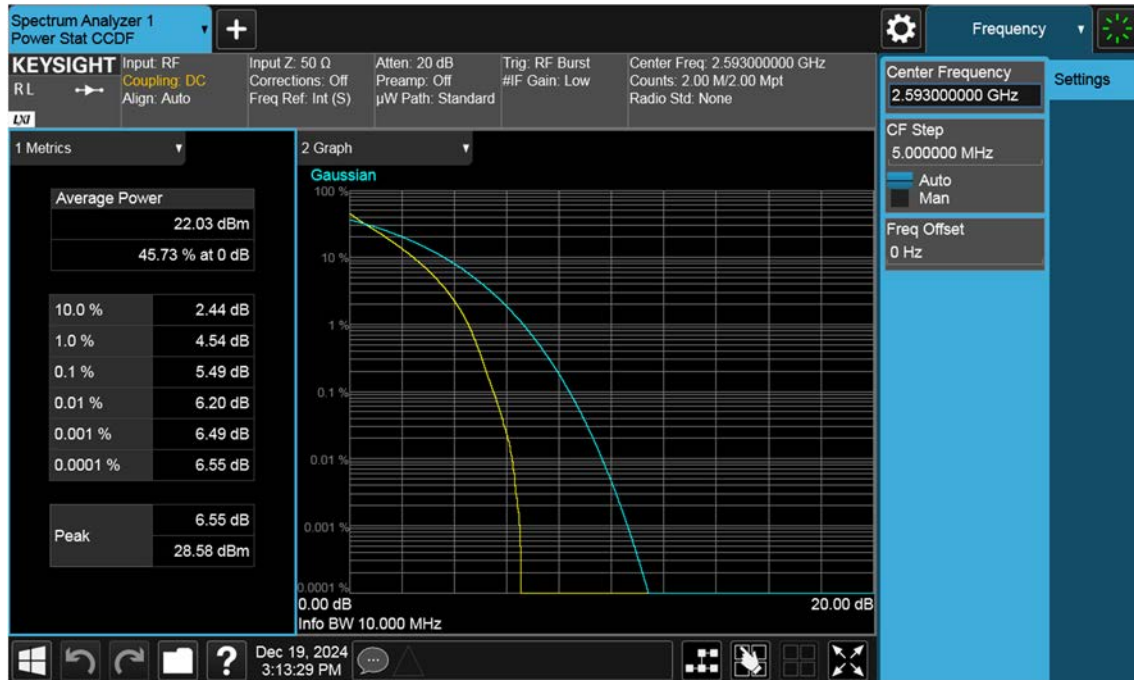 Spectrum Analyzer 1
Power Stat CCDF
Frequency
KEYSIGHT
R L
LXI
Input: RF
Coupling: DC
Align: Auto
Input Z: 50 Ω
Corrections: Off
Freq Ref: Int (S)
Atten: 20 dB
Preamp: Off
µW Path: Standard
Trig: RF Burst
#IF Gain: Low
Center Freq: 2.593000000 GHz
Counts: 2.00 M/2.00 Mpt
Radio Std: None
Center Frequency
2.593000000 GHz
Settings
CF Step
5.000000 MHz
Auto
Man
Freq Offset
0 Hz
1 Metrics
Average Power
22.03 dBm
45.73 % at 0 dB
10.0 % 2.44 dB
1.0 % 4.54 dB
0.1 % 5.49 dB
0.01 % 6.20 dB
0.001 % 6.49 dB
0.0001 % 6.55 dB
Peak
6.55 dB
28.58 dBm
2 Graph
Gaussian
100 %
10 %
1 %
0.1 %
0.01 %
0.001 %
0.0001 %
0.00 dB 20.00 dB
Info BW 10.000 MHz
?
Dec 19, 2024
3:13:29 PM